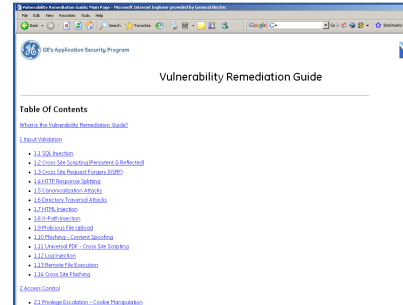 Vulnerability Remediation Guide: Main Page - Microsoft Internet Explorer provided by General Electric
File Edit View Favorites Tools Help
Back Search Favorites Google G Go Bookmarks
GE's Application Security Program
Vulnerability Remediation Guide
Table Of Contents
What is the Vulnerability Remediation Guide?
1 Input Validation
1.1 SQL Injection
1.2 Cross Site Scripting (Persistent & Reflected)
1.3 Cross Site Request Forgery (XSRF)
1.4 HTTP Response Splitting
1.5 Canonicalization Attacks
1.6 Directory Traversal Attacks
1.7 HTML Injection
1.8 X-Path Injection
1.9 Malicious File Upload
1.10 Phishing - Content Spoofing
1.11 Universal PDF - Cross Site Scripting
1.12 Log Injection
1.13 Remote File Execution
1.14 Cross Site Flashing
2 Access Control
2.1 Privilege Escalation - Cookie Manipulation